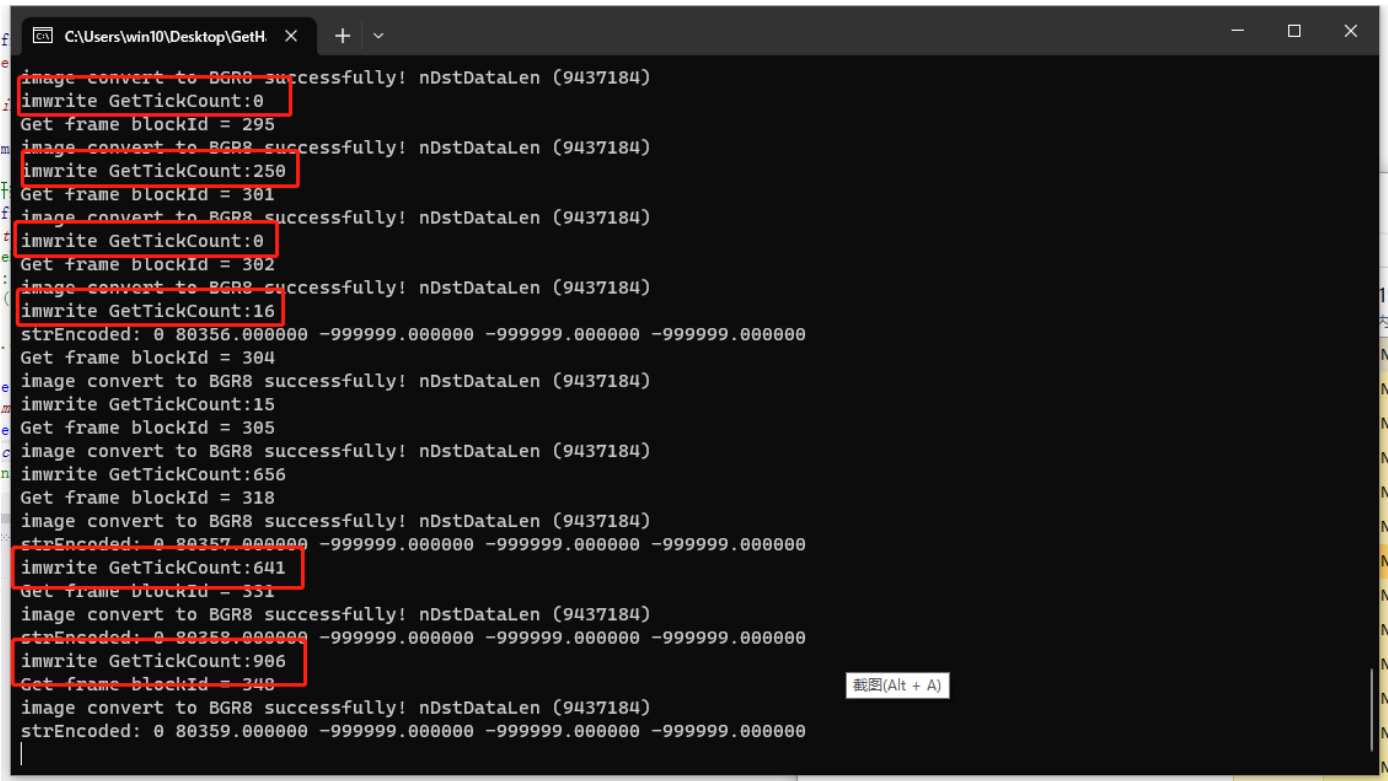 C:\Users\win10\Desktop\GetH
image convert to BGR8 successfully! nDstDataLen (9437184)
imwrite GetTickCount:0
Get frame blockId = 295
image convert to BGR8 successfully! nDstDataLen (9437184)
imwrite GetTickCount:250
Get frame blockId = 301
image convert to BGR8 successfully! nDstDataLen (9437184)
imwrite GetTickCount:0
Get frame blockId = 302
image convert to BGR8 successfully! nDstDataLen (9437184)
imwrite GetTickCount:16
strEncoded: 0 80356.000000 -999999.000000 -999999.000000 -999999.000000
Get frame blockId = 304
image convert to BGR8 successfully! nDstDataLen (9437184)
imwrite GetTickCount:15
Get frame blockId = 305
image convert to BGR8 successfully! nDstDataLen (9437184)
imwrite GetTickCount:656
Get frame blockId = 318
image convert to BGR8 successfully! nDstDataLen (9437184)
strEncoded: 0 80357.000000 -999999.000000 -999999.000000 -999999.000000
imwrite GetTickCount:641
Get frame blockId = 331
image convert to BGR8 successfully! nDstDataLen (9437184)
strEncoded: 0 80358.000000 -999999.000000 -999999.000000 -999999.000000
imwrite GetTickCount:906
Get frame blockId = 348
截图(Alt + A)
image convert to BGR8 successfully! nDstDataLen (9437184)
strEncoded: 0 80359.000000 -999999.000000 -999999.000000 -999999.000000